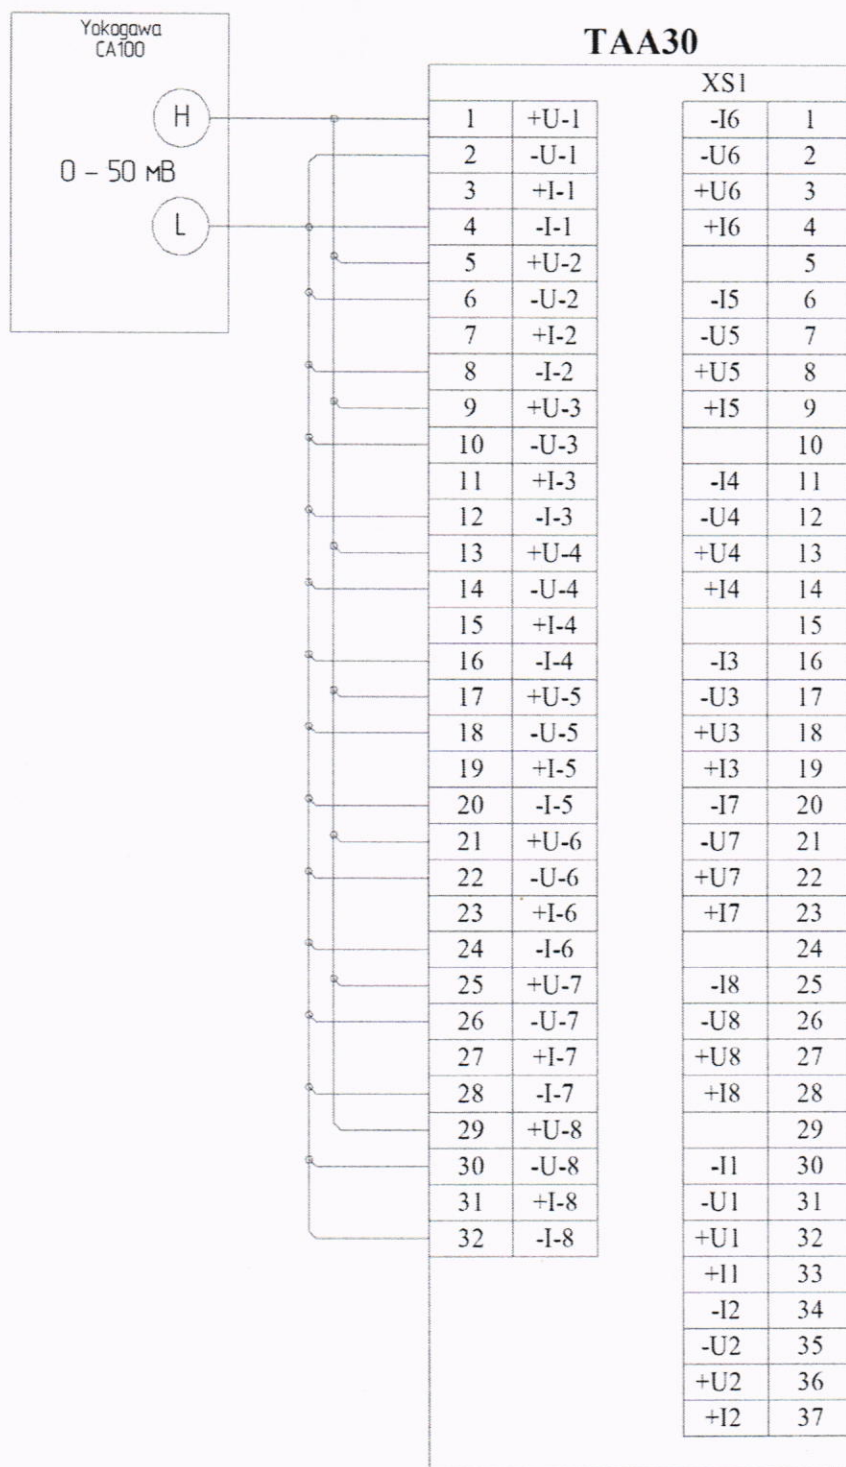 Yokogawa
CA100
H
0 – 50 мВ
L
TAA30
XS1
1 +U-1 -I6 1
2 -U-1 -U6 2
3 +I-1 +U6 3
4 -I-1 +I6 4
5 +U-2 5
6 -U-2 -I5 6
7 +I-2 -U5 7
8 -I-2 +U5 8
9 +U-3 +I5 9
10 -U-3 10
11 +I-3 -I4 11
12 -I-3 -U4 12
13 +U-4 +U4 13
14 -U-4 +I4 14
15 +I-4 15
16 -I-4 -I3 16
17 +U-5 -U3 17
18 -U-5 +U3 18
19 +I-5 +I3 19
20 -I-5 -I7 20
21 +U-6 -U7 21
22 -U-6 +U7 22
23 +I-6 +I7 23
24 -I-6 24
25 +U-7 -I8 25
26 -U-7 -U8 26
27 +I-7 +U8 27
28 -I-7 +I8 28
29 +U-8 29
30 -U-8 -I1 30
31 +I-8 -U1 31
32 -I-8 +U1 32
+I1 33
-I2 34
-U2 35
+U2 36
+I2 37